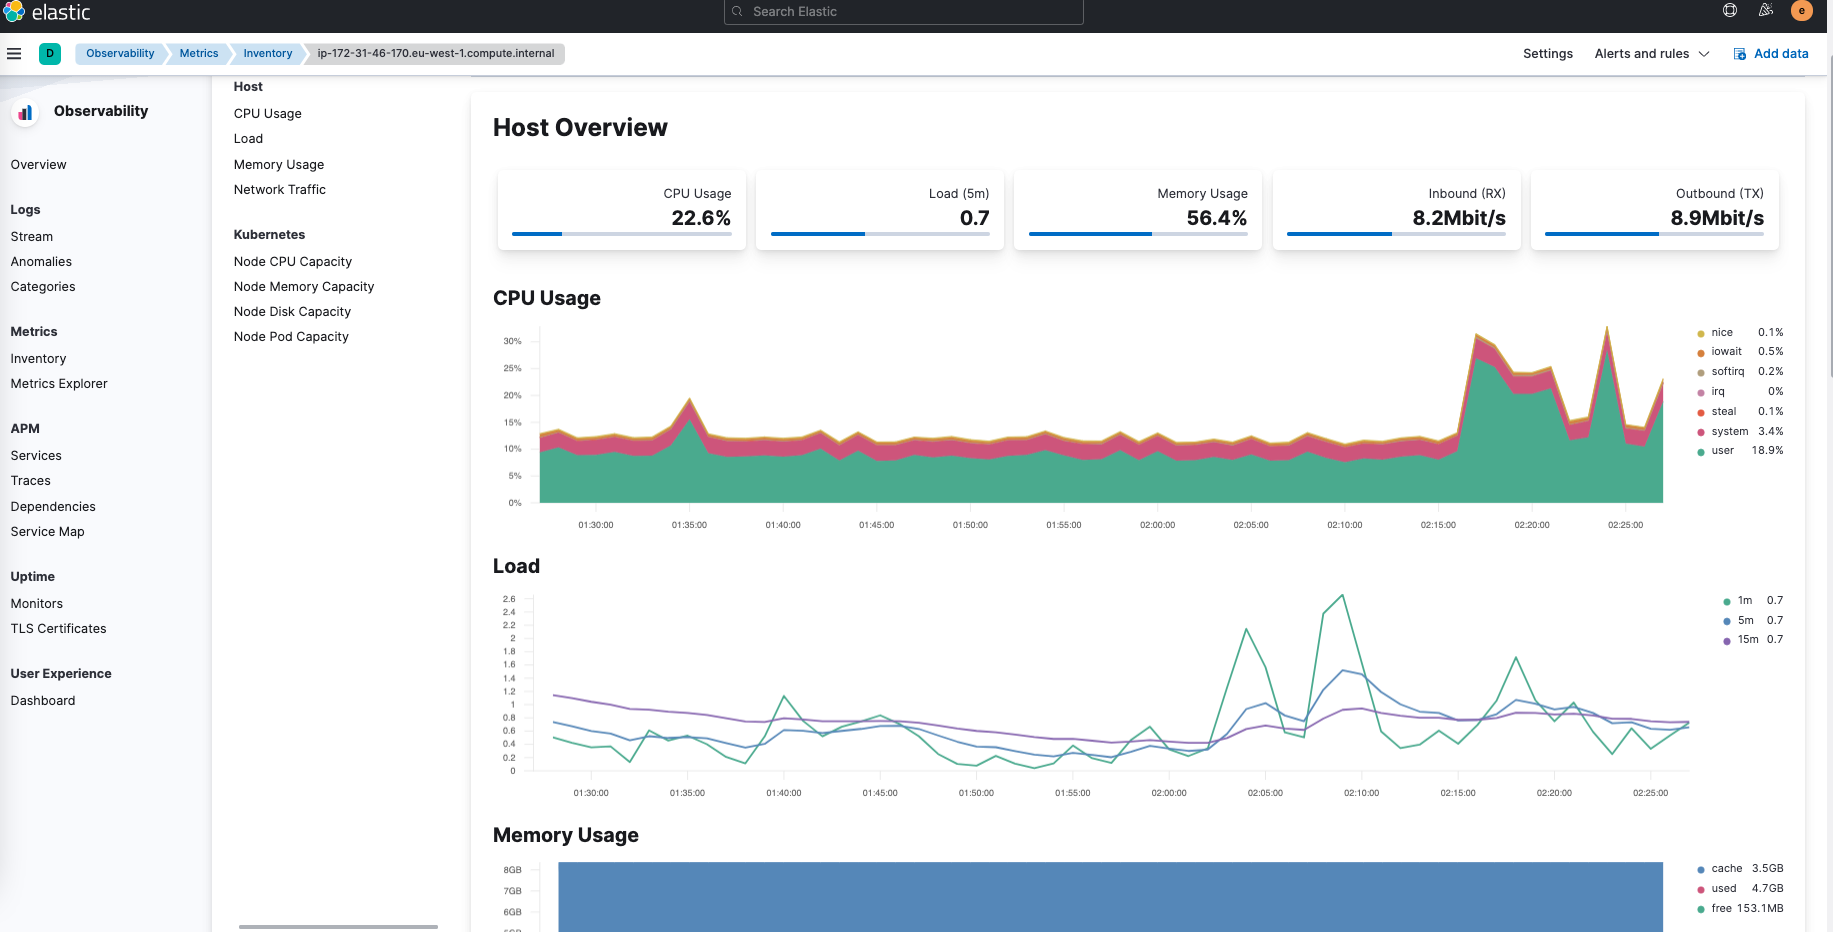 elastic
Search Elastic
e
D
Observability
Metrics
Inventory
ip-172-31-46-170.eu-west-1.compute.internal
Settings
Alerts and rules
Add data
Observability
Overview
Logs
Stream
Anomalies
Categories
Metrics
Inventory
Metrics Explorer
APM
Services
Traces
Dependencies
Service Map
Uptime
Monitors
TLS Certificates
User Experience
Dashboard
Host
CPU Usage
Load
Memory Usage
Network Traffic
Kubernetes
Node CPU Capacity
Node Memory Capacity
Node Disk Capacity
Node Pod Capacity
Host Overview
CPU Usage
22.6%
Load (5m)
0.7
Memory Usage
56.4%
Inbound (RX)
8.2Mbit/s
Outbound (TX)
8.9Mbit/s
CPU Usage
30%
25%
20%
15%
10%
5%
0%
01:30:00 01:35:00 01:40:00 01:45:00 01:50:00 01:55:00 02:00:00 02:05:00 02:10:00 02:15:00 02:20:00 02:25:00
nice 0.1%
iowait 0.5%
softirq 0.2%
irq 0%
steal 0.1%
system 3.4%
user 18.9%
Load
2.6
2.4
2.2
2
1.8
1.6
1.4
1.2
1
0.8
0.6
0.4
0.2
0
01:30:00 01:35:00 01:40:00 01:45:00 01:50:00 01:55:00 02:00:00 02:05:00 02:10:00 02:15:00 02:20:00 02:25:00
1m 0.7
5m 0.7
15m 0.7
Memory Usage
8GB
7GB
6GB
cache 3.5GB
used 4.7GB
free 153.1MB